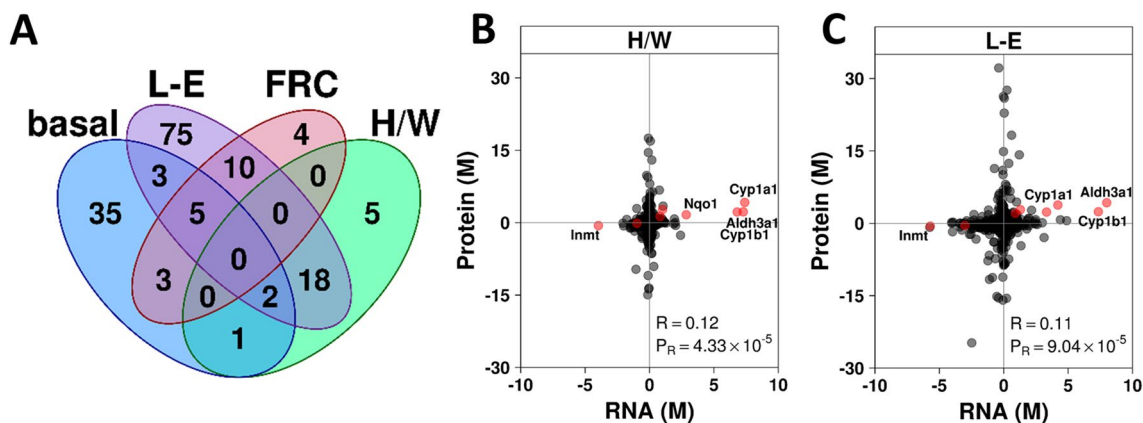 A
L-E
FRC
basal
H/W
75
4
3
10
0
35
5
0
5
0
3
0
2
18
1
B
H/W
Protein (M)
30
15
0
-15
-30
Cyp1a1
Nqo1
Aldh3a1
Cyp1b1
Inmt
R = 0.12
P_R = 4.33 × 10^-5
-10
-5
0
5
10
RNA (M)
C
L-E
Protein (M)
30
15
0
-15
-30
Cyp1a1
Aldh3a1
Cyp1b1
Inmt
R = 0.11
P_R = 9.04 × 10^-5
-10
-5
0
5
10
RNA (M)